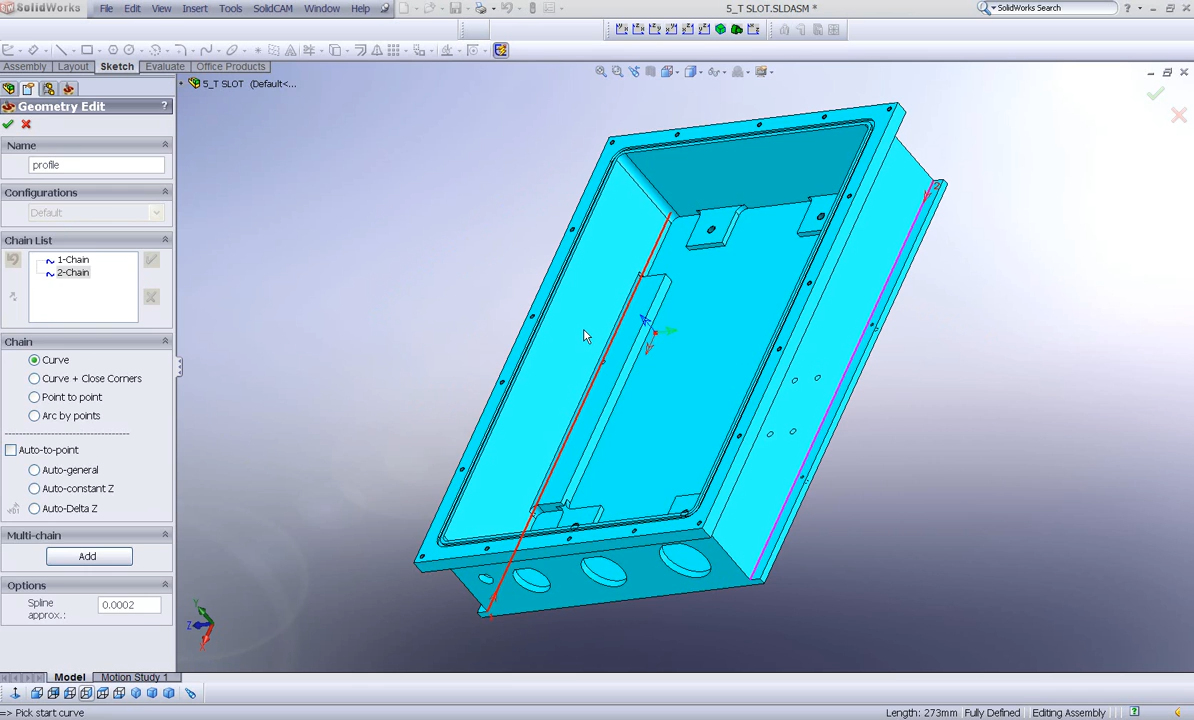 SolidWorks File Edit View Insert Tools SolidCAM Window Help 5_T SLOT.SLDASM * SolidWorks Search
Assembly Layout Sketch Evaluate Office Products
5_T SLOT (Default<...
Geometry Edit ?
Name
profile
Configurations
Default
Chain List
1-Chain
2-Chain
Chain
Curve
Curve + Close Corners
Point to point
Arc by points
Auto-to-point
Auto-general
Auto-constant Z
Auto-Delta Z
Multi-chain
Add
Options
Spline approx.: 0.0002
2
Y
Z
Model Motion Study 1
=> Pick start curve Length: 273mm Fully Defined Editing Assembly